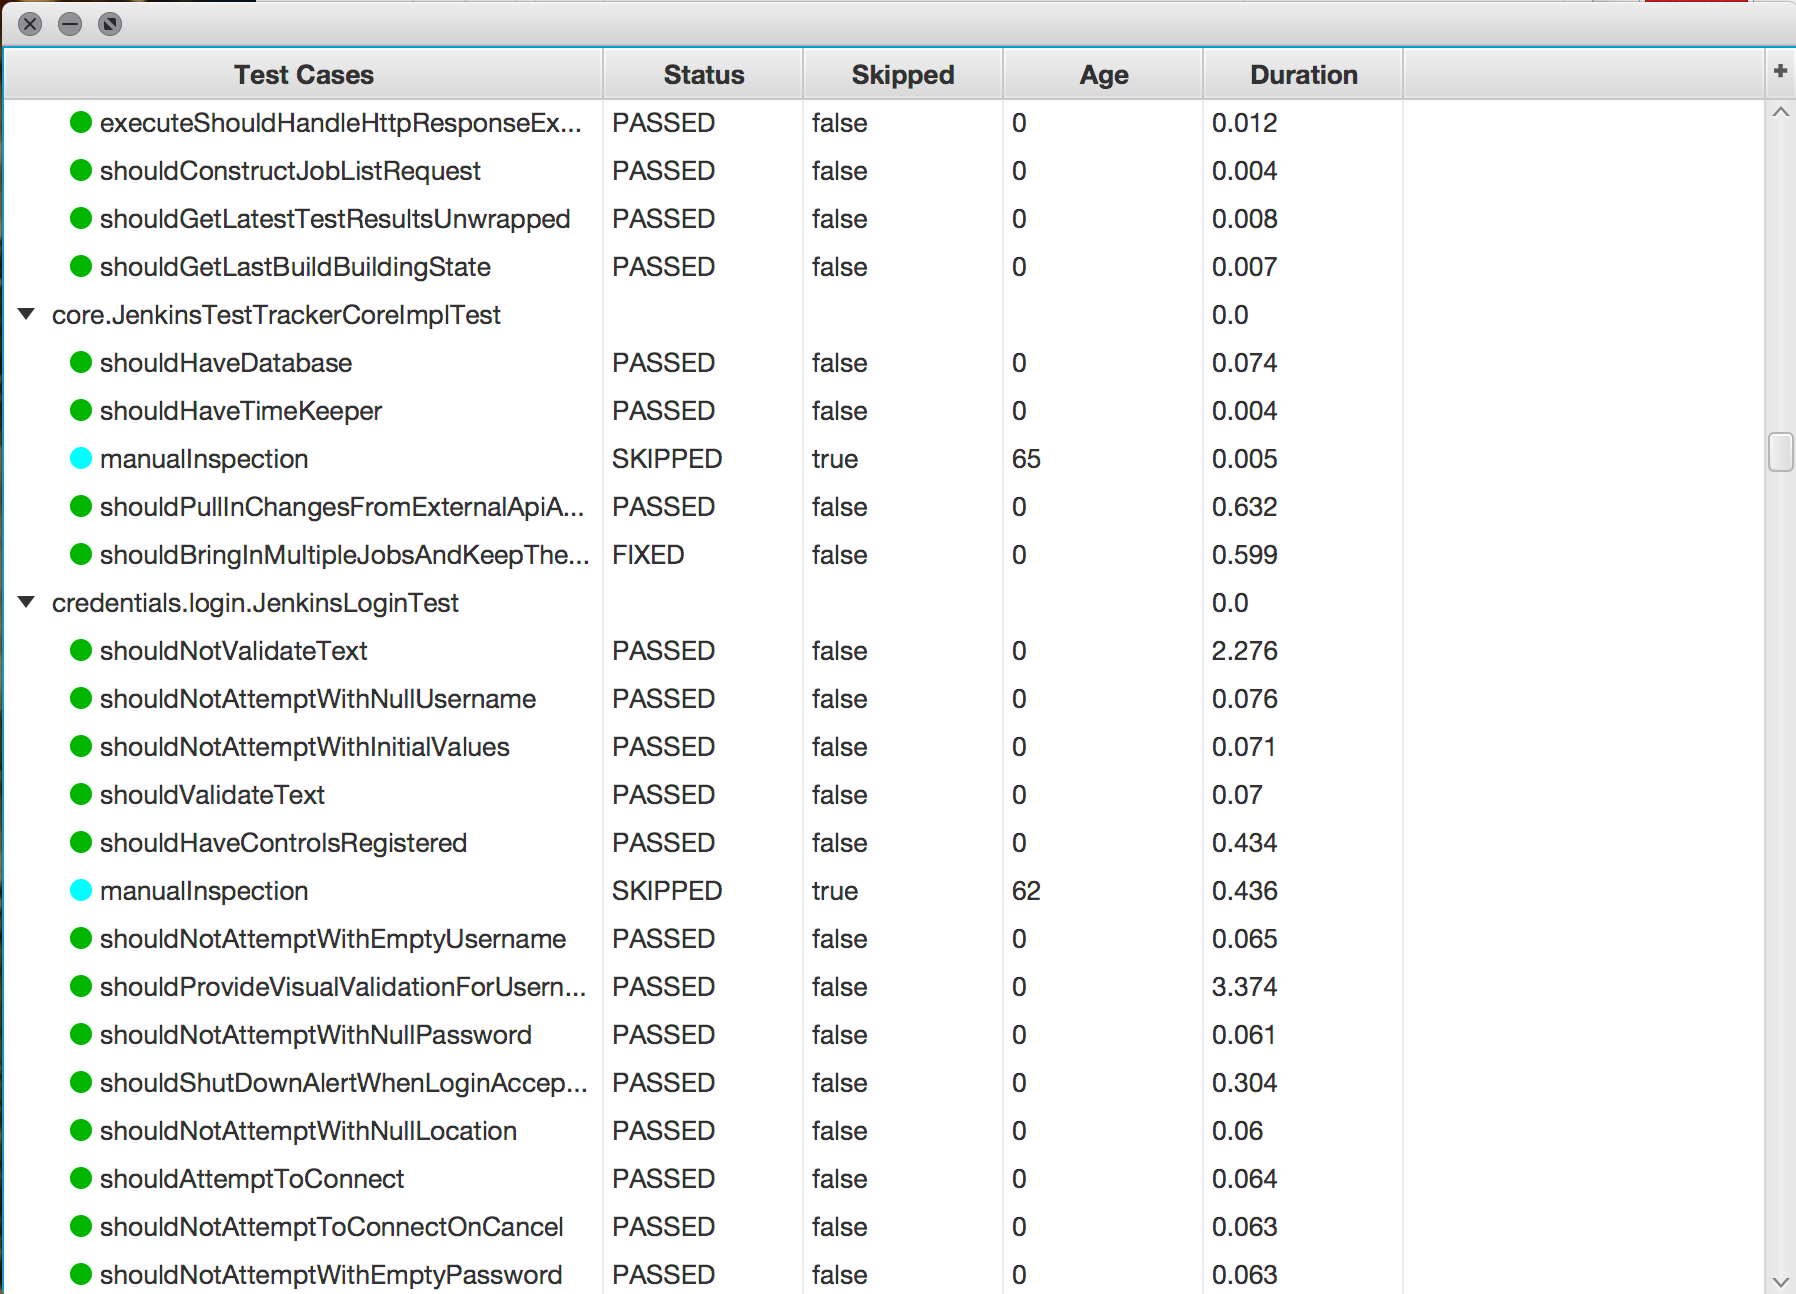 Test Cases Status Skipped Age Duration
executeShouldHandleHttpResponseEx... PASSED false 0 0.012
shouldConstructJobListRequest PASSED false 0 0.004
shouldGetLatestTestResultsUnwrapped PASSED false 0 0.008
shouldGetLastBuildBuildingState PASSED false 0 0.007
core.JenkinsTestTrackerCoreImplTest 0.0
shouldHaveDatabase PASSED false 0 0.074
shouldHaveTimeKeeper PASSED false 0 0.004
manualInspection SKIPPED true 65 0.005
shouldPullInChangesFromExternalApiA... PASSED false 0 0.632
shouldBringInMultipleJobsAndKeepThe... FIXED false 0 0.599
credentials.login.JenkinsLoginTest 0.0
shouldNotValidateText PASSED false 0 2.276
shouldNotAttemptWithNullUsername PASSED false 0 0.076
shouldNotAttemptWithInitialValues PASSED false 0 0.071
shouldValidateText PASSED false 0 0.07
shouldHaveControlsRegistered PASSED false 0 0.434
manualInspection SKIPPED true 62 0.436
shouldNotAttemptWithEmptyUsername PASSED false 0 0.065
shouldProvideVisualValidationForUsern... PASSED false 0 3.374
shouldNotAttemptWithNullPassword PASSED false 0 0.061
shouldShutDownAlertWhenLoginAccep... PASSED false 0 0.304
shouldNotAttemptWithNullLocation PASSED false 0 0.06
shouldAttemptToConnect PASSED false 0 0.064
shouldNotAttemptToConnectOnCancel PASSED false 0 0.063
shouldNotAttemptWithEmptyPassword PASSED false 0 0.063